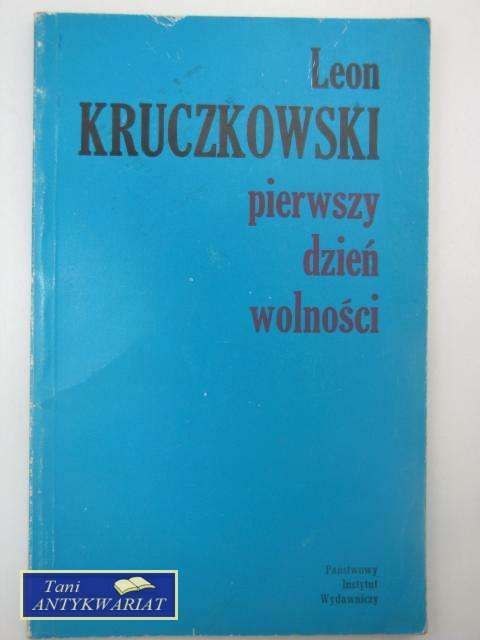 Leon
KRUCZKOWSKI
pierwszy
dzień
wolności
Państwowy
Instytut
Wydawniczy
Tani
ANTYKWARIAT